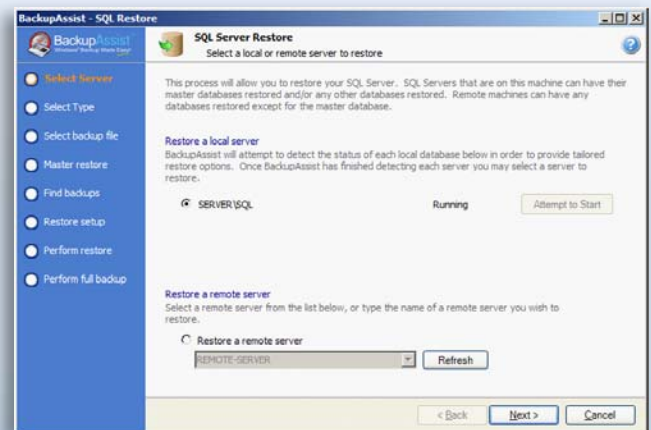 BackupAssist - SQL Restore
BackupAssist
Windows Backup Made Easy!
SQL Server Restore
Select a local or remote server to restore
Select Server
Select Type
Select backup file
Master restore
Find backups
Restore setup
Perform restore
Perform full backup
This process will allow you to restore your SQL Server. SQL Servers that are on this machine can have their
master databases restored and/or any other databases restored. Remote machines can have any
databases restored except for the master database.
Restore a local server
BackupAssist will attempt to detect the status of each local database below in order to provide tailored
restore options. Once BackupAssist has finished detecting each server you may select a server to
restore.
SERVER\SQL Running Attempt to Start
Restore a remote server
Select a remote server from the list below, or type the name of a remote server you wish to
restore.
Restore a remote server
REMOTE-SERVER Refresh
< Back Next > Cancel